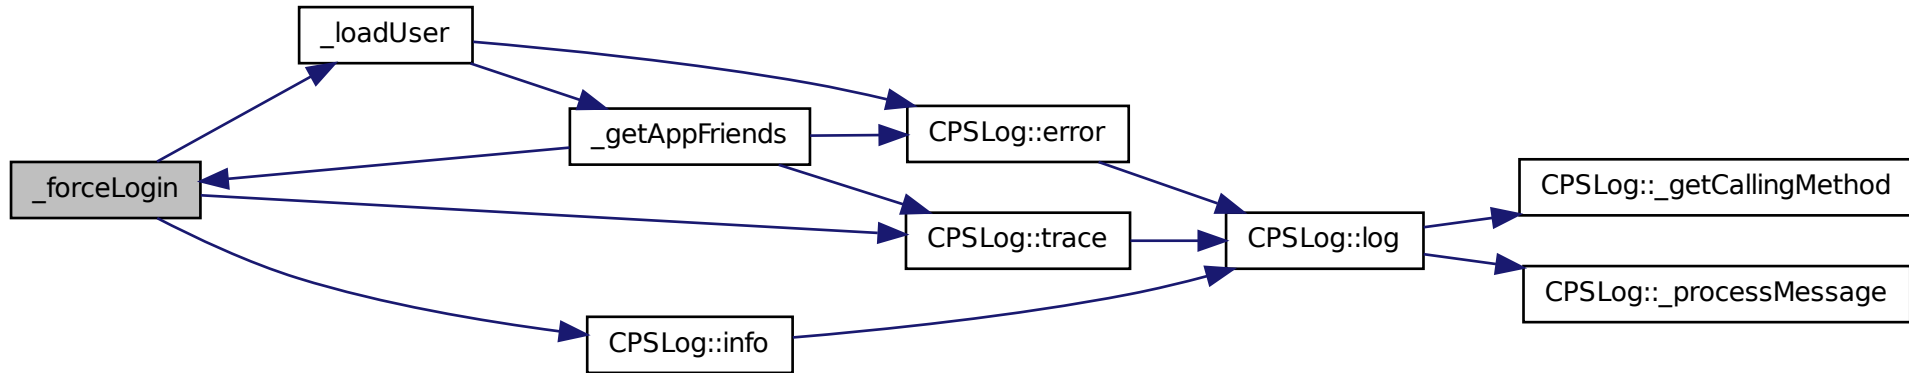 _loadUser
_getAppFriends
CPSLog::error
_forceLogin
CPSLog::_getCallingMethod
CPSLog::trace
CPSLog::log
CPSLog::_processMessage
CPSLog::info